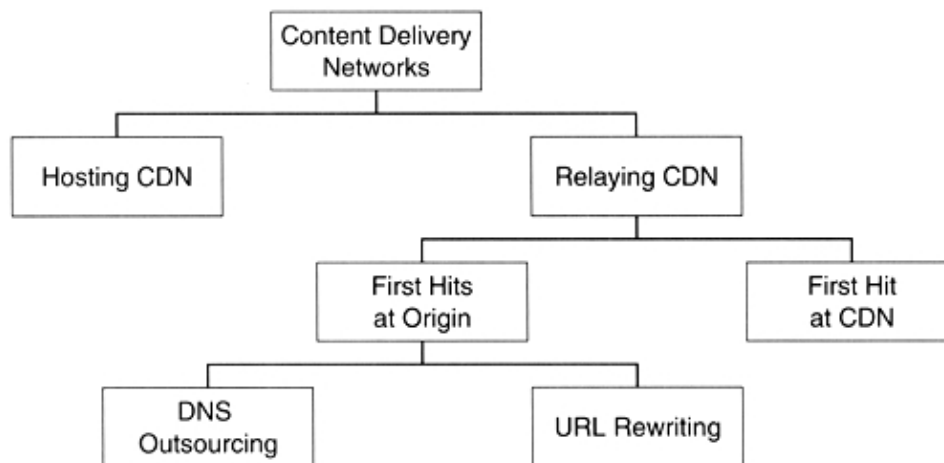 Content Delivery
Networks
Hosting CDN
Relaying CDN
First Hits
at Origin
First Hit
at CDN
DNS
Outsourcing
URL Rewriting